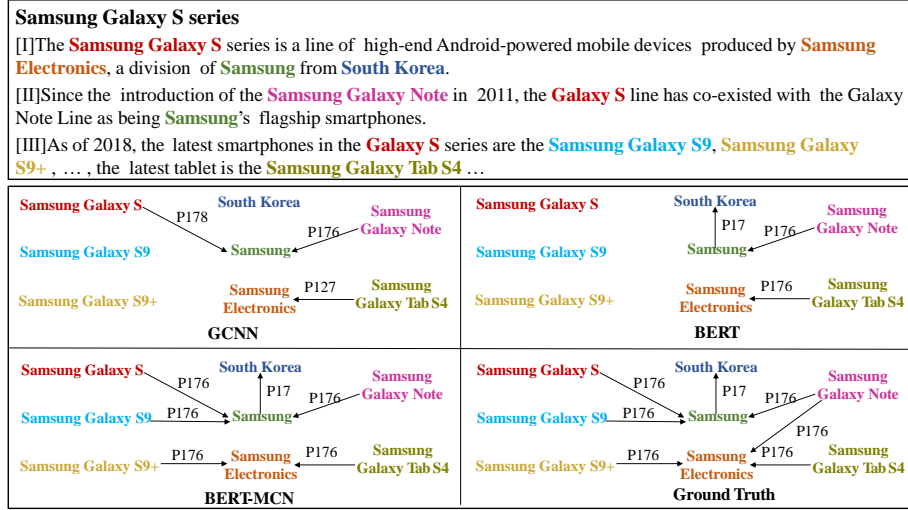 Samsung Galaxy S series
[I]The Samsung Galaxy S series is a line of high-end Android-powered mobile devices produced by Samsung
Electronics, a division of Samsung from South Korea.
[II]Since the introduction of the Samsung Galaxy Note in 2011, the Galaxy S line has co-existed with the Galaxy
Note Line as being Samsung's flagship smartphones.
[III]As of 2018, the latest smartphones in the Galaxy S series are the Samsung Galaxy S9, Samsung Galaxy
S9+ , … , the latest tablet is the Samsung Galaxy Tab S4 …
Samsung Galaxy S
South Korea
Samsung
Galaxy Note
P178
P176
Samsung Galaxy S9
Samsung
Samsung Galaxy S9+
Samsung
Electronics
P127
Samsung
Galaxy Tab S4
GCNN
Samsung Galaxy S
South Korea
Samsung
Galaxy Note
P17
P176
Samsung Galaxy S9
Samsung
Samsung Galaxy S9+
Samsung
Electronics
P176
Samsung
Galaxy Tab S4
BERT
Samsung Galaxy S
South Korea
Samsung
Galaxy Note
P176
P17
P176
Samsung Galaxy S9
P176
Samsung
Samsung Galaxy S9+
P176
Samsung
Electronics
P176
Samsung
Galaxy Tab S4
BERT-MCN
Samsung Galaxy S
South Korea
Samsung
Galaxy Note
P176
P17
P176
Samsung Galaxy S9
P176
Samsung
P176
Samsung Galaxy S9+
P176
Samsung
Electronics
P176
Samsung
Galaxy Tab S4
Ground Truth